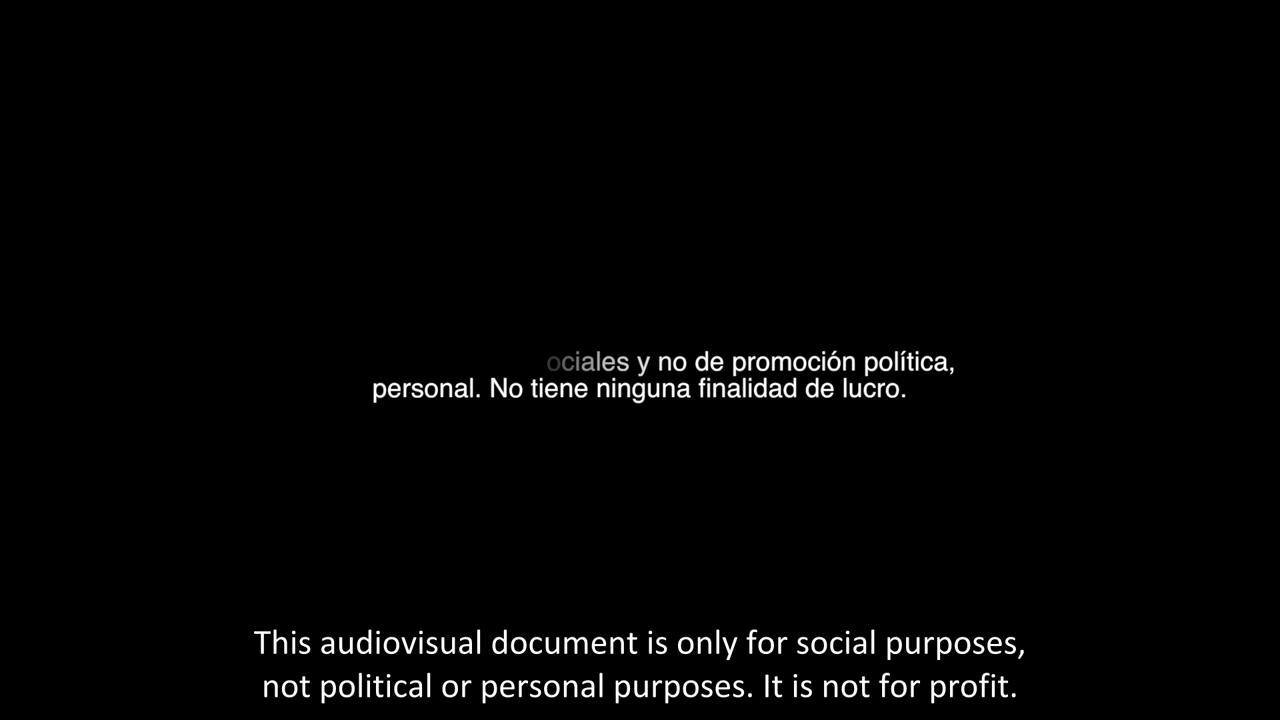 ociales y no de promoción política,
personal. No tiene ninguna finalidad de lucro.
This audiovisual document is only for social purposes,
not political or personal purposes. It is not for profit.